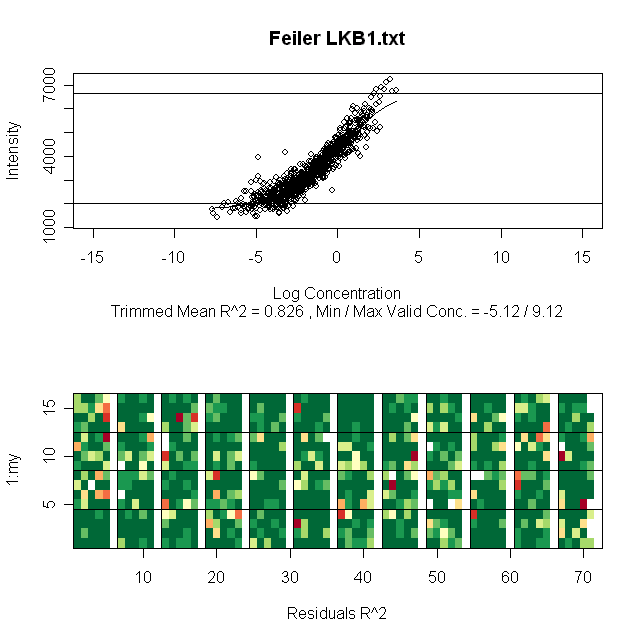 Feiler LKB1.txt
Intensity
7000
4000
1000
-15 -10 -5 0 5 10 15
Log Concentration
Trimmed Mean R^2 = 0.826 , Min / Max Valid Conc. = -5.12 / 9.12
1:my
15
10
5
10 20 30 40 50 60 70
Residuals R^2